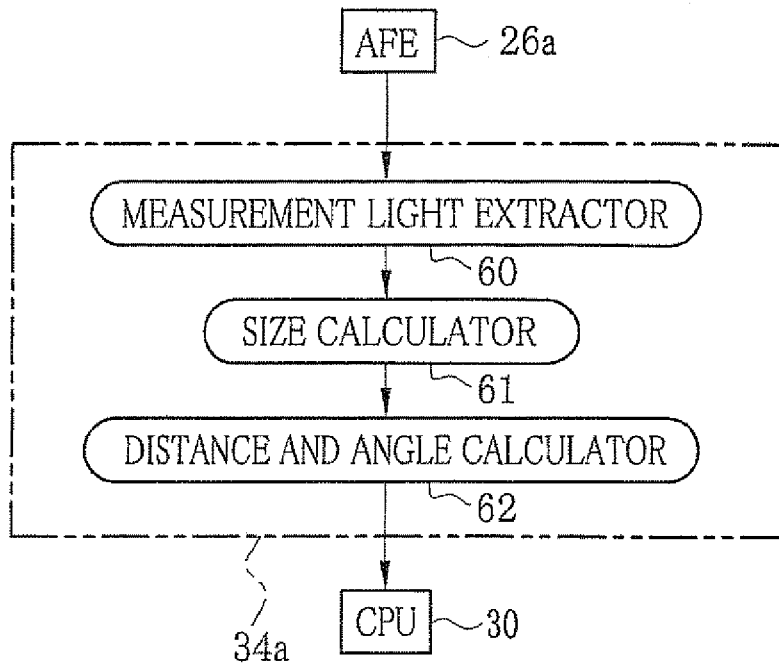 AFE 26a
MEASUREMENT LIGHT EXTRACTOR
60
SIZE CALCULATOR
61
DISTANCE AND ANGLE CALCULATOR
62
34a
CPU 30